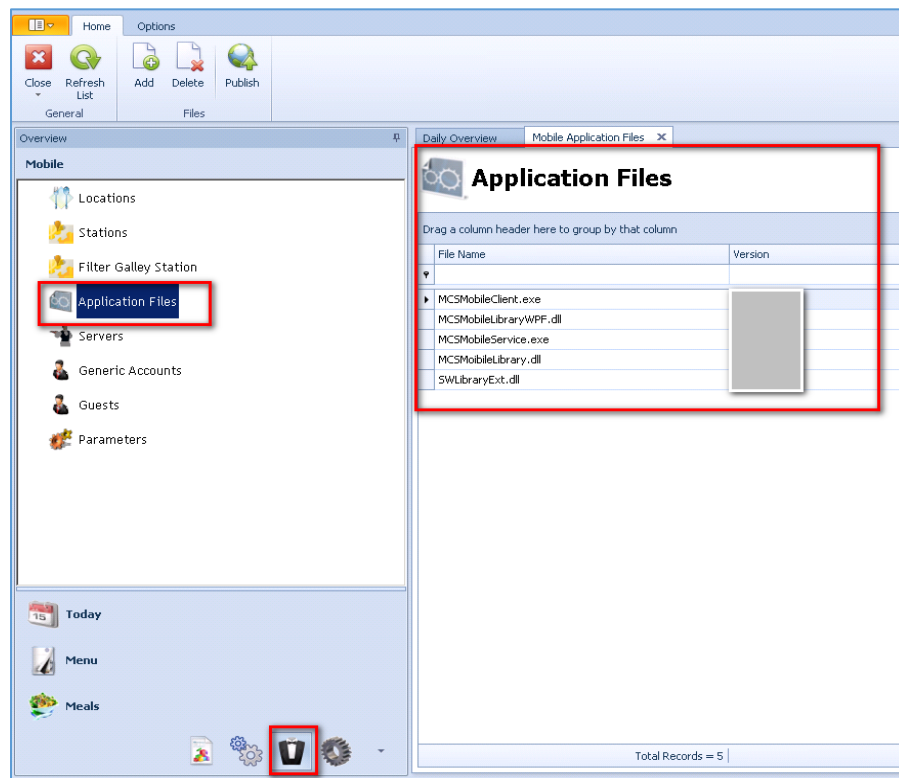 Home Options
Close Refresh List Add Delete Publish
General Files
Overview
Mobile
Locations
Stations
Filter Galley Station
Application Files
Servers
Generic Accounts
Guests
Parameters
15 Today
Menu
Meals
Daily Overview Mobile Application Files
Application Files
Drag a column header here to group by that column
File Name Version
MCSMobileClient.exe
MCSMobileLibraryWPF.dll
MCSMobileService.exe
MCSMoibileLibrary.dll
SWLibraryExt.dll
Total Records = 5